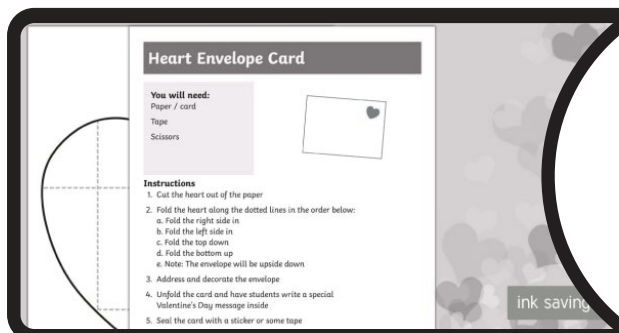 Heart Envelope Card
You will need:
Paper / card
Tape
Scissors
Instructions
1. Cut the heart out of the paper
2. Fold the heart along the dotted lines in the order below:
a. Fold the right side in
b. Fold the left side in
c. Fold the top down
d. Fold the bottom up
e. Note: The envelope will be upside down
3. Address and decorate the envelope
4. Unfold the card and have students write a special
Valentine's Day message inside
5. Seal the card with a sticker or some tape
ink saving